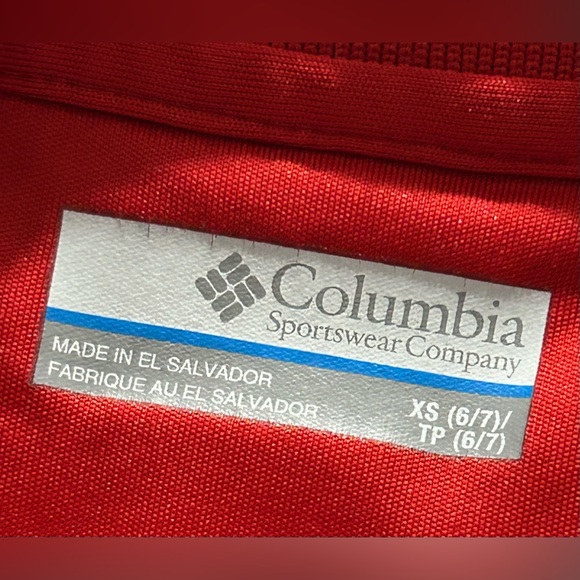 Columbia
Sportswear Company
MADE IN EL SALVADOR
FABRIQUE AU EL SALVADOR
XS (6/7)/
TP (6/7)